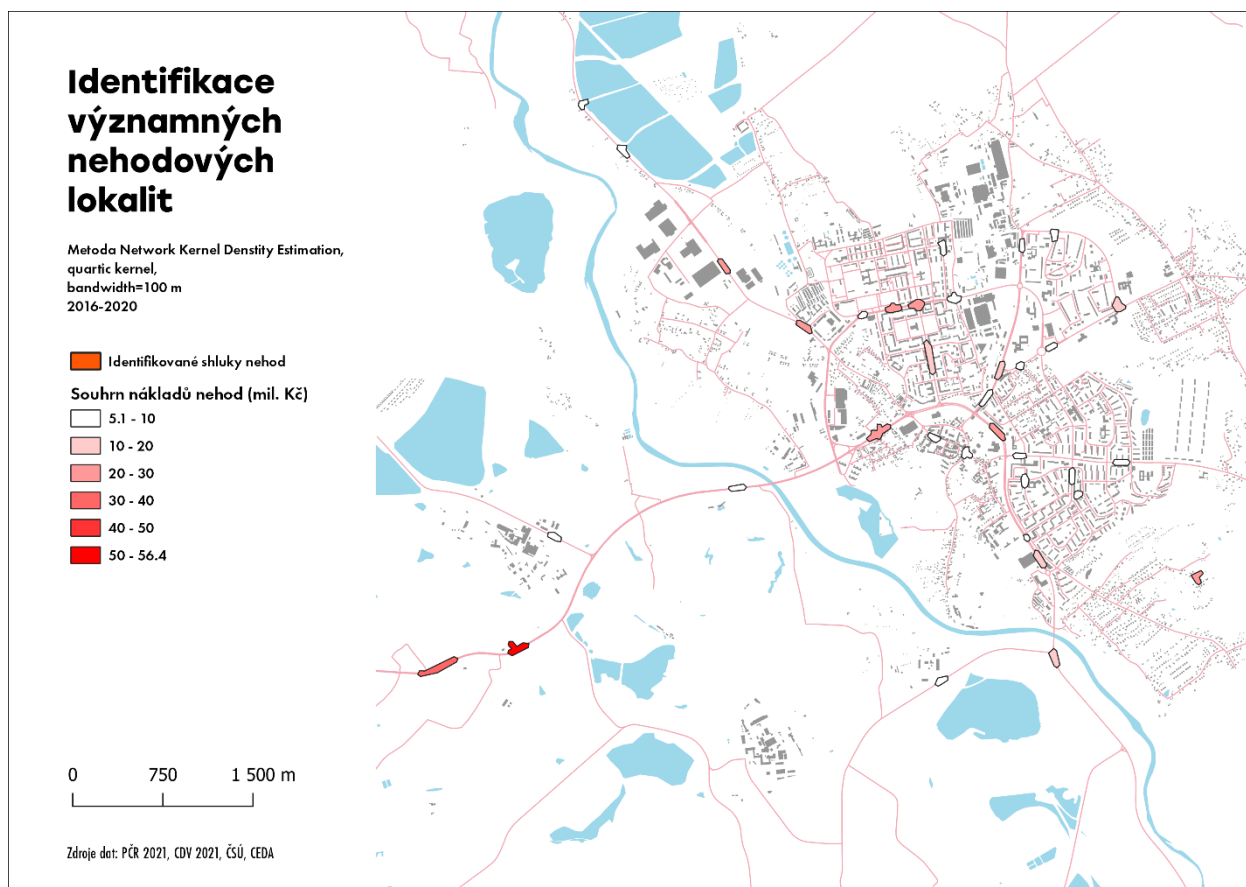 Identifikace
významných
nehodových
lokalit
Metoda Network Kernel Denstity Estimation,
quartic kernel,
bandwidth=100 m
2016-2020
Identifikované shluky nehod
Souhrn nákladů nehod (mil. Kč)
5.1 - 10
10 - 20
20 - 30
30 - 40
40 - 50
50 - 56.4
0 750 1 500 m
Zdroje dat: PČR 2021, CDV 2021, ČSÚ, CEDA